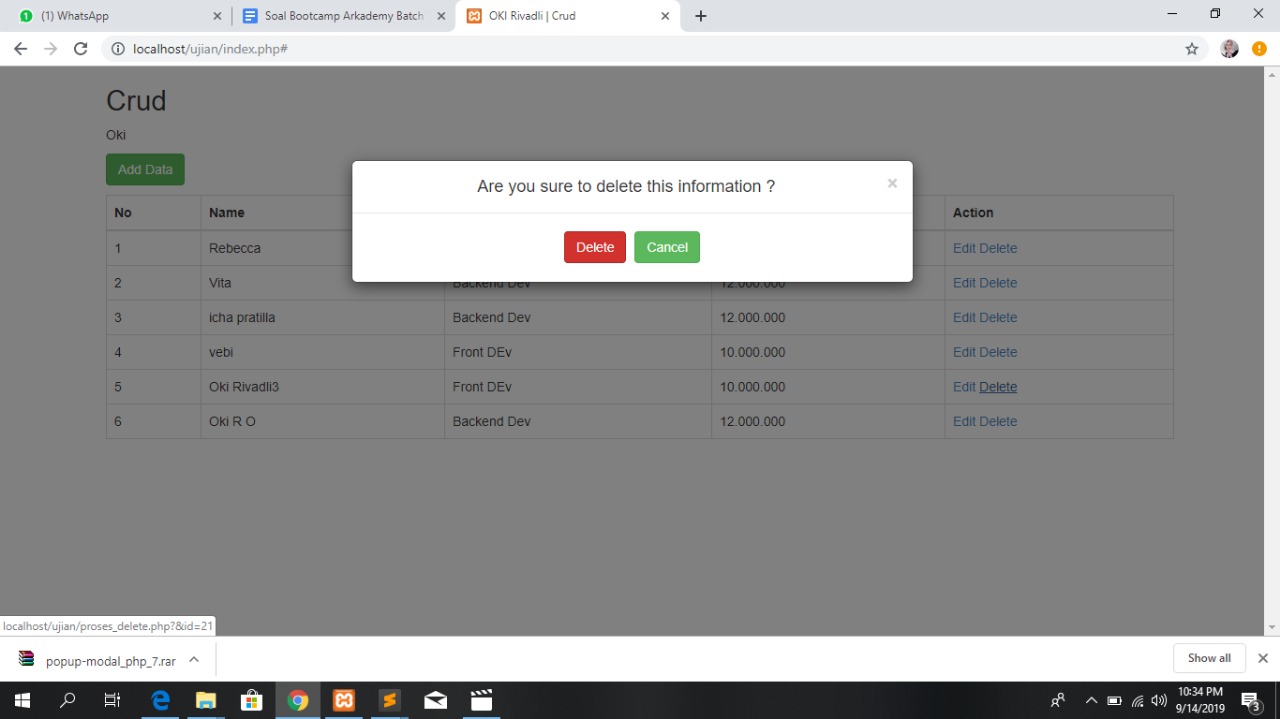 (1) WhatsApp
Soal Bootcamp Arkademy Batch
OKI Rivadli | Crud
localhost/ujian/index.php#
Crud
Oki
Add Data
Are you sure to delete this information ?
×
Delete Cancel
No Name Action
1 Rebecca Edit Delete
2 Vita Backend Dev 12.000.000 Edit Delete
3 icha pratilla Backend Dev 12.000.000 Edit Delete
4 vebi Front DEv 10.000.000 Edit Delete
5 Oki Rivadli3 Front DEv 10.000.000 Edit Delete
6 Oki R O Backend Dev 12.000.000 Edit Delete
localhost/ujian/proses_delete.php?&id=21
popup-modal_php_7.rar
Show all
10:34 PM
9/14/2019
3